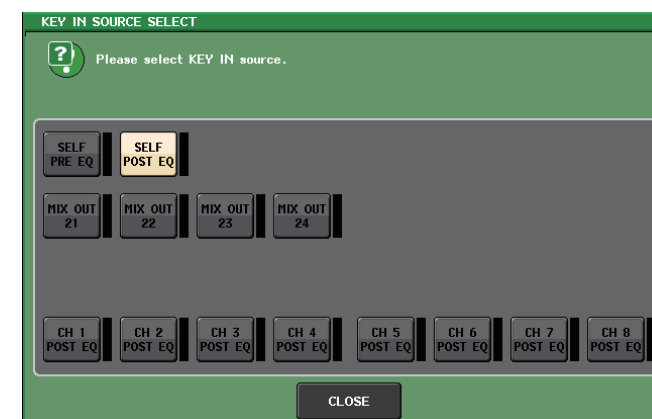 KEY IN SOURCE SELECT
?
Please select KEY IN source.
SELF PRE EQ
SELF POST EQ
MIX OUT 21
MIX OUT 22
MIX OUT 23
MIX OUT 24
CH 1 POST EQ
CH 2 POST EQ
CH 3 POST EQ
CH 4 POST EQ
CH 5 POST EQ
CH 6 POST EQ
CH 7 POST EQ
CH 8 POST EQ
CLOSE